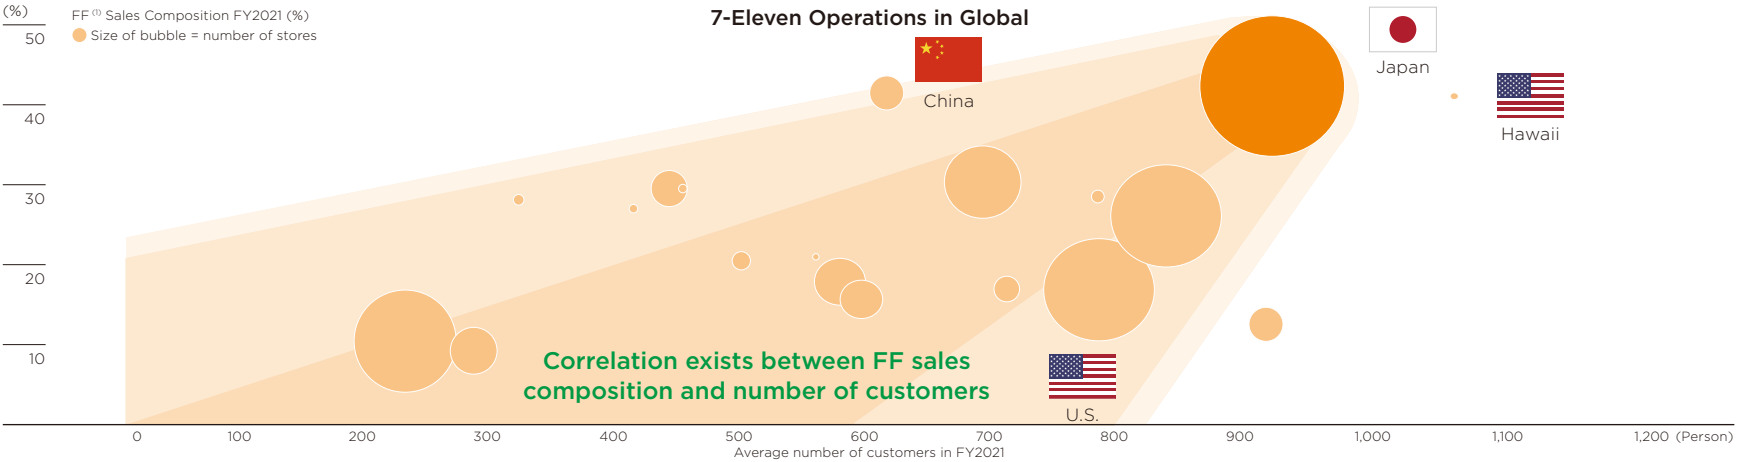 (%)
FF (1) Sales Composition FY2021 (%)
Size of bubble = number of stores
7-Eleven Operations in Global
50
40
30
20
10
China
Japan
Hawaii
U.S.
Correlation exists between FF sales
composition and number of customers
0 100 200 300 400 500 600 700 800 900 1,000 1,100 1,200 (Person)
Average number of customers in FY2021